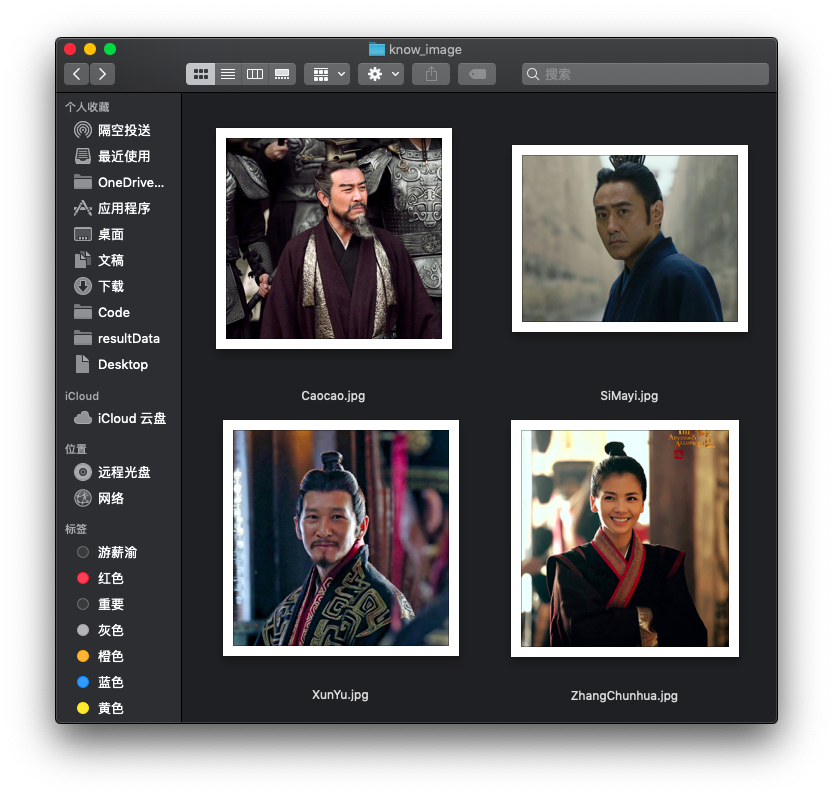 know_image
搜索
个人收藏
隔空投送
最近使用
OneDrive...
应用程序
桌面
文稿
下载
Code
resultData
Desktop
iCloud
iCloud 云盘
位置
远程光盘
网络
标签
游薪渝
红色
重要
灰色
橙色
蓝色
黄色
Caocao.jpg
SiMayi.jpg
THE
XunYu.jpg
ZhangChunhua.jpg